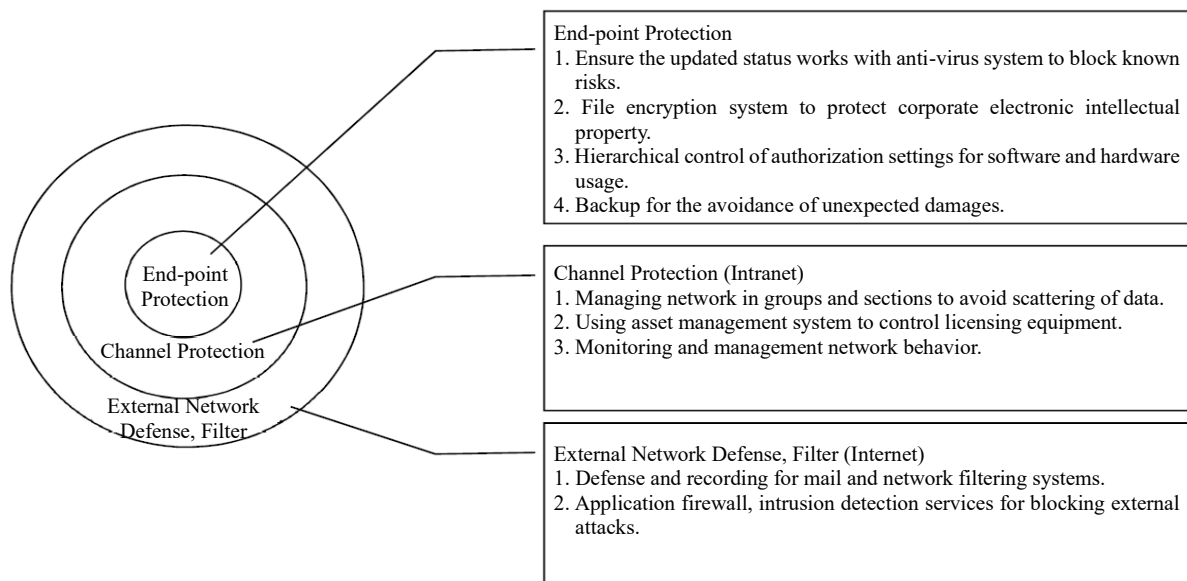 End-point
Protection
Channel Protection
External Network
Defense, Filter
End-point Protection
1. Ensure the updated status works with anti-virus system to block known
risks.
2. File encryption system to protect corporate electronic intellectual
property.
3. Hierarchical control of authorization settings for software and hardware
usage.
4. Backup for the avoidance of unexpected damages.
Channel Protection (Intranet)
1. Managing network in groups and sections to avoid scattering of data.
2. Using asset management system to control licensing equipment.
3. Monitoring and management network behavior.
External Network Defense, Filter (Internet)
1. Defense and recording for mail and network filtering systems.
2. Application firewall, intrusion detection services for blocking external
attacks.